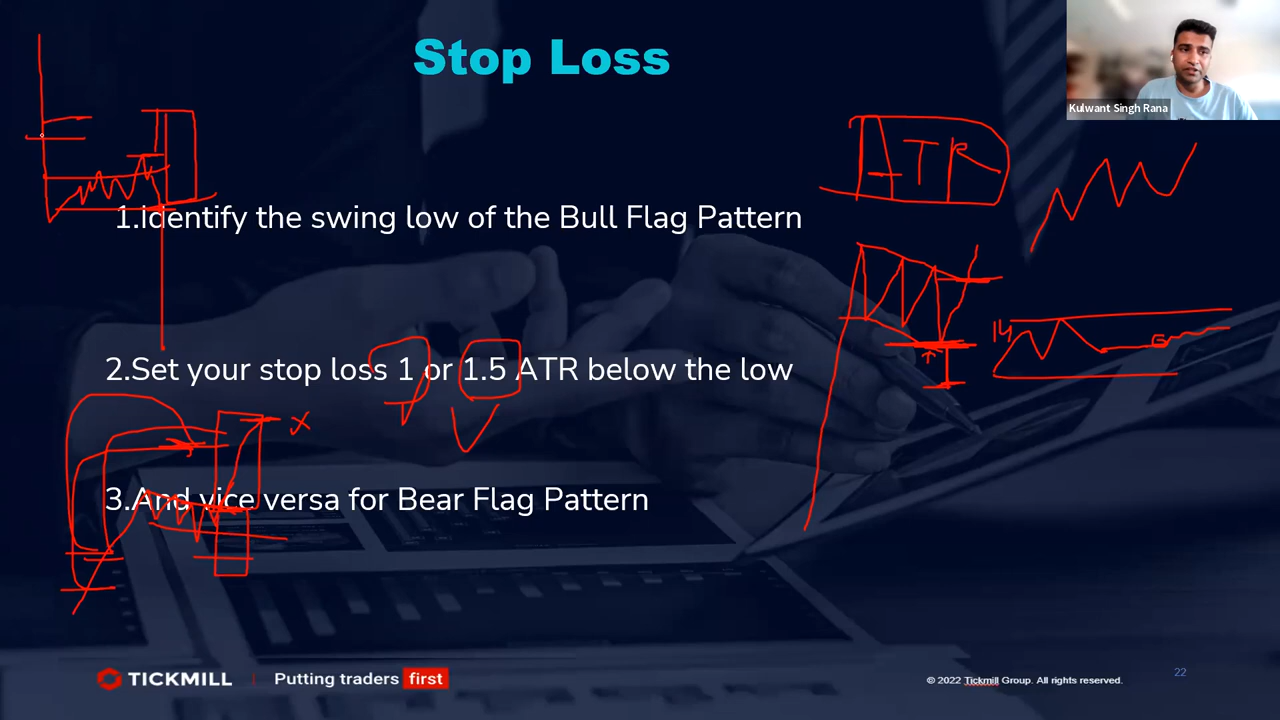 Stop Loss
Kulwant Singh Rana
ATR
1.Identify the swing low of the Bull Flag Pattern
14
2.Set your stop loss 1 or 1.5 ATR below the low
x
3.And vice versa for Bear Flag Pattern
TICKMILL | Putting traders first
© 2022 Tickmill Group. All rights reserved.
22